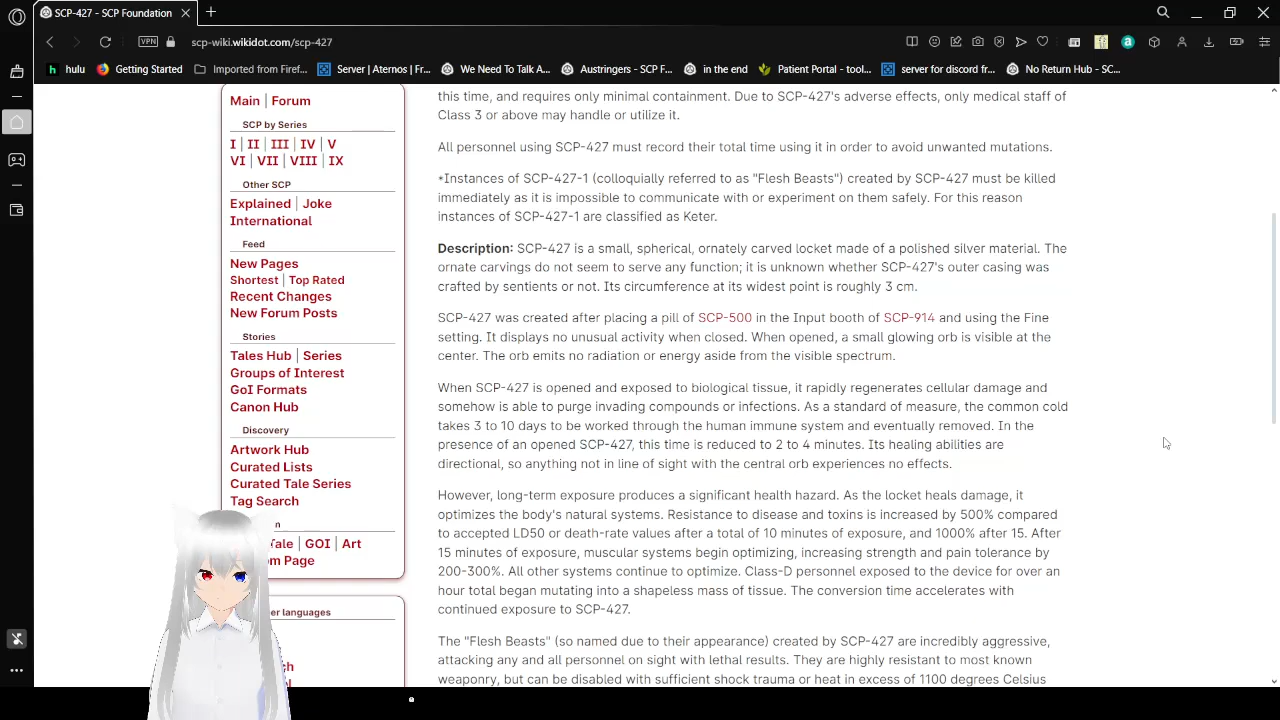 SCP-427 - SCP Foundation
VPN
scp-wiki.wikidot.com/scp-427
hulu
Getting Started
Imported from Firef...
Server | Aternos | Fr...
We Need To Talk A...
Austringers - SCP F...
in the end
Patient Portal - tool...
server for discord fr...
No Return Hub - SC...
Main | Forum
SCP by Series
I | II | III | IV | V
VI | VII | VIII | IX
Other SCP
Explained | Joke
International
Feed
New Pages
Shortest | Top Rated
Recent Changes
New Forum Posts
Stories
Tales Hub | Series
Groups of Interest
GoI Formats
Canon Hub
Discovery
Artwork Hub
Curated Lists
Curated Tale Series
Tag Search
Tale | GOI | Art
om Page
er languages
this time, and requires only minimal containment. Due to SCP-427's adverse effects, only medical staff of
Class 3 or above may handle or utilize it.
All personnel using SCP-427 must record their total time using it in order to avoid unwanted mutations.
*Instances of SCP-427-1 (colloquially referred to as "Flesh Beasts") created by SCP-427 must be killed
immediately as it is impossible to communicate with or experiment on them safely. For this reason
instances of SCP-427-1 are classified as Keter.
Description: SCP-427 is a small, spherical, ornately carved locket made of a polished silver material. The
ornate carvings do not seem to serve any function; it is unknown whether SCP-427's outer casing was
crafted by sentients or not. Its circumference at its widest point is roughly 3 cm.
SCP-427 was created after placing a pill of SCP-500 in the Input booth of SCP-914 and using the Fine
setting. It displays no unusual activity when closed. When opened, a small glowing orb is visible at the
center. The orb emits no radiation or energy aside from the visible spectrum.
When SCP-427 is opened and exposed to biological tissue, it rapidly regenerates cellular damage and
somehow is able to purge invading compounds or infections. As a standard of measure, the common cold
takes 3 to 10 days to be worked through the human immune system and eventually removed. In the
presence of an opened SCP-427, this time is reduced to 2 to 4 minutes. Its healing abilities are
directional, so anything not in line of sight with the central orb experiences no effects.
However, long-term exposure produces a significant health hazard. As the locket heals damage, it
optimizes the body's natural systems. Resistance to disease and toxins is increased by 500% compared
to accepted LD50 or death-rate values after a total of 10 minutes of exposure, and 1000% after 15. After
15 minutes of exposure, muscular systems begin optimizing, increasing strength and pain tolerance by
200-300%. All other systems continue to optimize. Class-D personnel exposed to the device for over an
hour total began mutating into a shapeless mass of tissue. The conversion time accelerates with
continued exposure to SCP-427.
The "Flesh Beasts" (so named due to their appearance) created by SCP-427 are incredibly aggressive,
attacking any and all personnel on sight with lethal results. They are highly resistant to most known
weaponry, but can be disabled with sufficient shock trauma or heat in excess of 1100 degrees Celsius